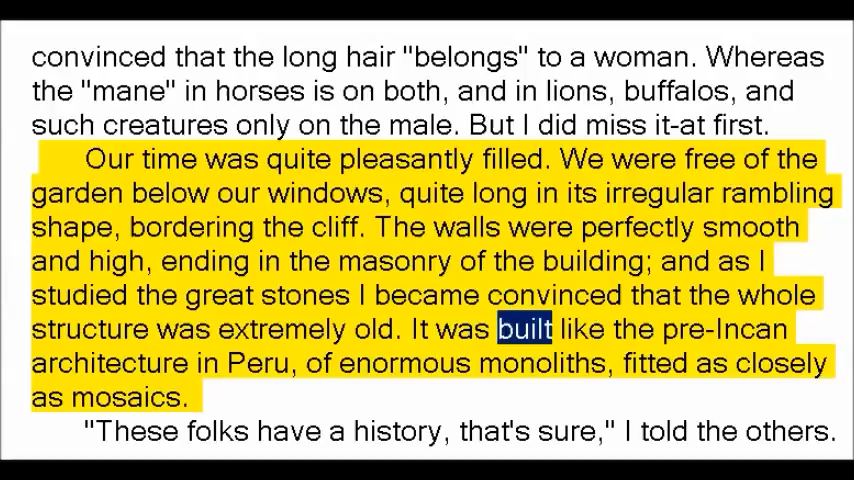 convinced that the long hair "belongs" to a woman. Whereas
the "mane" in horses is on both, and in lions, buffalos, and
such creatures only on the male. But I did miss it-at first.
Our time was quite pleasantly filled. We were free of the
garden below our windows, quite long in its irregular rambling
shape, bordering the cliff. The walls were perfectly smooth
and high, ending in the masonry of the building; and as I
studied the great stones I became convinced that the whole
structure was extremely old. It was built like the pre-Incan
architecture in Peru, of enormous monoliths, fitted as closely
as mosaics.
"These folks have a history, that's sure," I told the others.